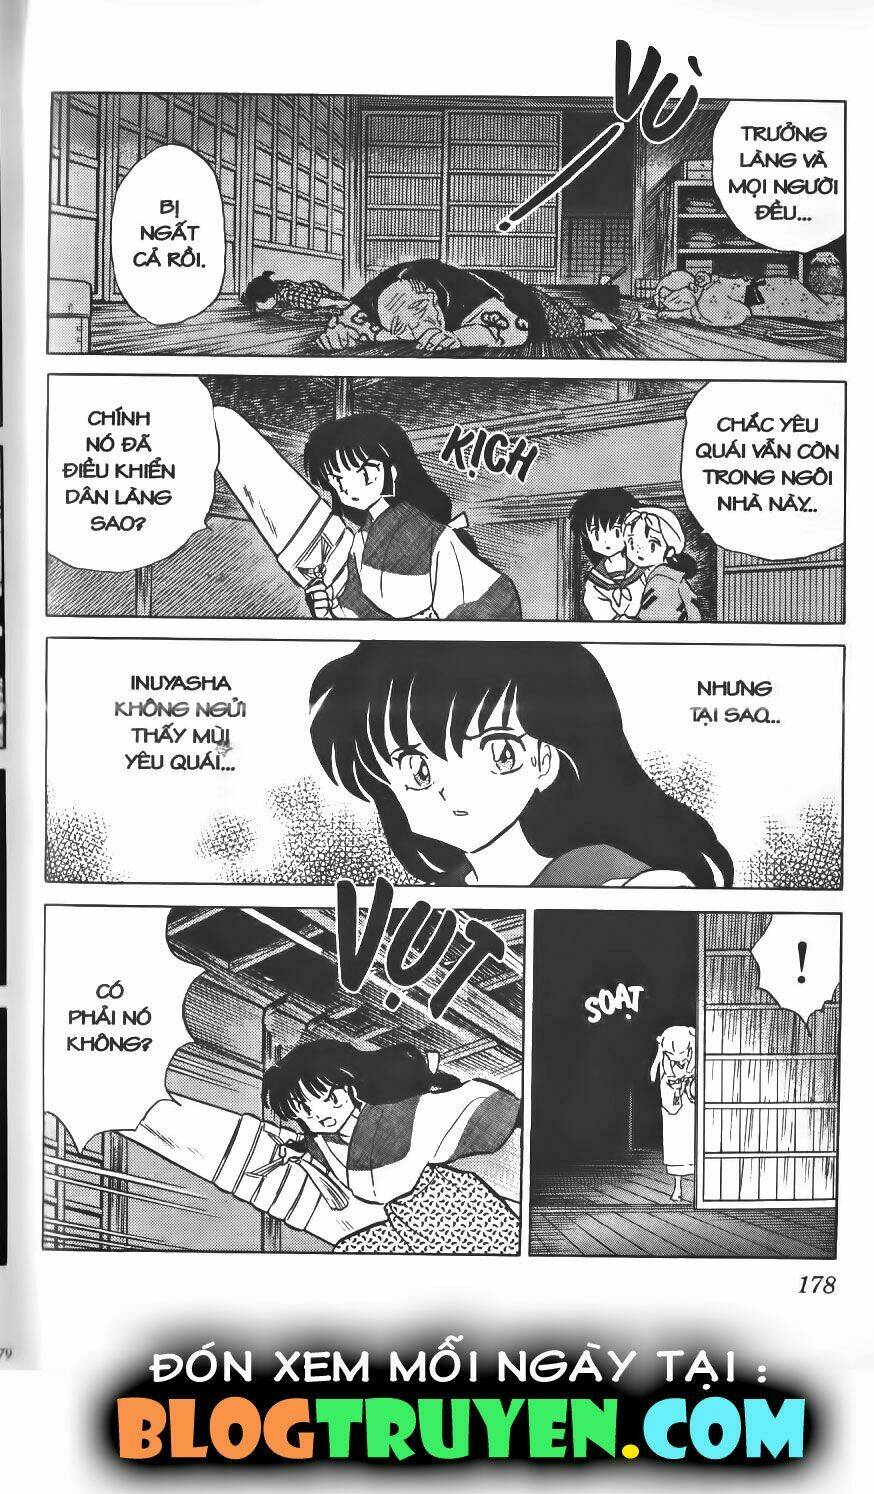 VÙ
TRƯỞNG
LÀNG VÀ
MỌI NGƯỜI
ĐỀU...
BỊ
NGẤT
CẢ RỒI.
CHẮC YÊU
QUÁI VẪN CÒN
TRONG NGÔI
NHÀ NÀY...
KỊCH
CHÍNH
NÓ ĐÃ
ĐIỀU KHIỂN
DÂN LÀNG
SAO?
NHƯNG
TẠI SAO...
INUYASHA
KHÔNG NGỬI
THẤY MÙI
YÊU QUÁI...
!
SOẠT
VỤT
CÓ
PHẢI NÓ
KHÔNG?
178
79
ĐÓN XEM MỖI NGÀY TẠI :
BLOGTRUYEN.COM